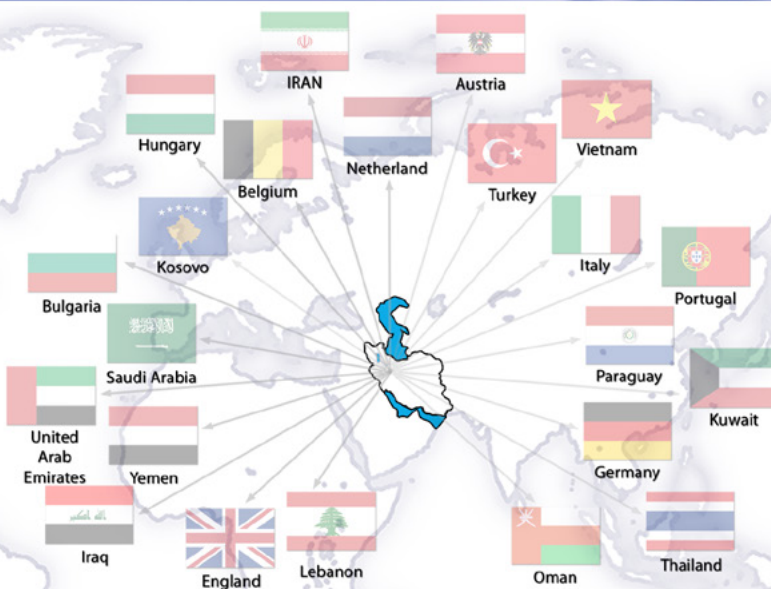 IRAN
Austria
Hungary
Netherland
Vietnam
Belgium
Turkey
Kosovo
Italy
Bulgaria
Portugal
Saudi Arabia
Paraguay
Kuwait
United
Arab
Emirates
Yemen
Germany
Iraq
England
Lebanon
Oman
Thailand